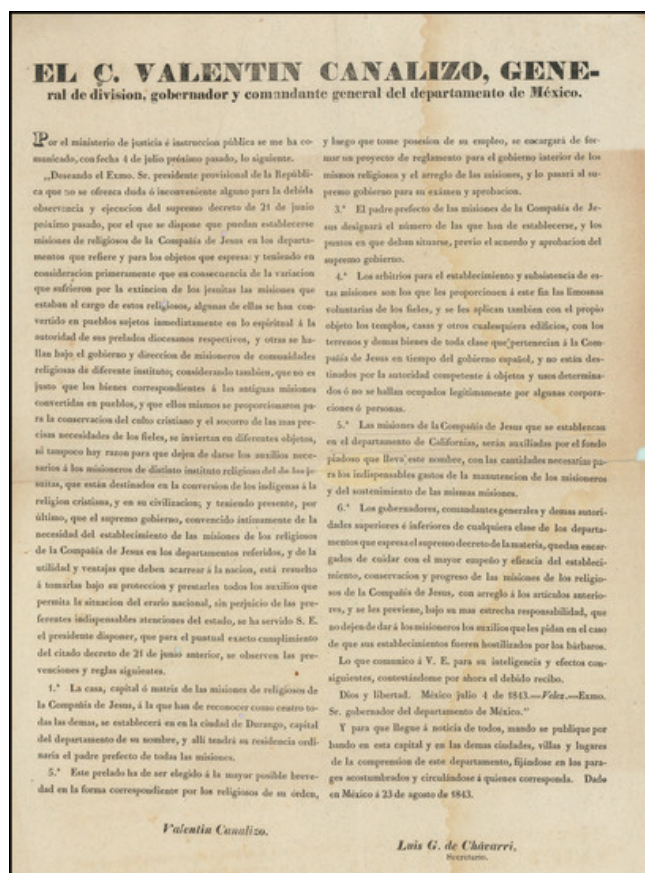 EL C. VALENTIN CANALIZO, GENE-
ral de division, gobernador y comandante general del departamento de México.
Por el ministerio de justicia é instruccion pública se me ha co-
municado, con fecha 4 de julio próximo pasado, lo siguiente.
„Deseando el Exmo. Sr. presidente provisional de la Repúbli-
ca que no se ofrezca duda ó inconveniente alguno para la debida
observancia y ejecucion del supremo decreto de 21 de junio
próximo pasado, por el que se dispone que puedan establecerse
misiones de religiosos de la Compañía de Jesus en los departa-
mentos que refiere y para los objetos que espresa: y teniendo en
consideracion primeramente que en consecuencia de la variacion
que sufrieron por la extincion de los jesuitas las misiones que
estaban al cargo de estos religiosos, algunas de ellas se han con-
vertido en pueblos sujetos inmediatamente en lo espiritual á la
autoridad de sus prelados diocesanos respectivos, y otras se ha-
llan bajo el gobierno y direccion de misioneros de comunidades
religiosas de diferente instituto; considerando tambien, que no es
justo que los bienes correspondientes á las antiguas misiones
convertidas en pueblos, y que ellos mismos se proporcionaron pa-
ra la conservacion del culto cristiano y el socorro de las mas pre-
cisas necesidades de los fieles, se inviertan en diferentes objetos,
ni tampoco hay razon para que dejen de darse los auxilios nece-
sarios á los misioneros de distinto instituto religioso del de los je-
suitas, que están destinados en la conversion de los indígenas á la
religion cristiana, y en su civilizacion; y teniendo presente, por
último, que el supremo gobierno, convencido íntimamente de la
necesidad del establecimiento de las misiones de los religiosos
de la Compañía de Jesus en los departamentos referidos, y de la
utilidad y ventajas que deben acarrear á la nacion, está resuelto
á tomarlas bajo su proteccion y prestarles todos los auxilios que
permita la situacion del erario nacional, sin perjuicio de las pre-
ferentes indispensables atenciones del estado, se ha servido S. E.
el presidente disponer, que para el puntual exacto cumplimiento
del citado decreto de 21 de junio anterior, se observen las pre-
venciones y reglas siguientes.
1.ª La casa, capital ó matriz de las misiones de religiosos de
la Compañía de Jesus, á la que han de reconocer como centro to-
das las demas, se establecerá en en la ciudad de Durango, capital
del departamento de su nombre, y allí tendrá su residencia ordi-
naria el padre prefecto de todas las misiones.
5.ª Este prelado ha de ser elegido á la mayor posible breve-
dad en la forma correspondiente por los religiosos de su órden,
y luego que tome posesion de su empleo, se encargará de for-
mar un proyecto de reglamento para el gobierno interior de los
mismos religiosos y el arreglo de las misiones, y lo pasará al su-
premo gobierno para su exámen y aprobacion.
3.ª El padre prefecto de las misiones de la Compañía de Je-
sus designará el número de las que han de establecerse, y los
puntos en que deban situarse, previo el acuerdo y aprobacion del
supremo gobierno.
4.ª Los arbitrios para el establecimiento y subsistencia de es-
tas misiones son los que les proporcionen á este fin las limosnas
voluntarias de los fieles, y se les aplican tambien con el propio
objeto los templos, casas y otros cualesquiera edificios, con los
terrenos y demas bienes de toda clase que pertenecian á la Com-
pañía de Jesus en tiempo del gobierno español, y no están des-
tinados por la autoridad competente á objetos y usos determina-
dos ó no se hallan ocupados legítimamente por algunas corpora-
ciones ó personas.
5.ª Las misiones de la Compañía de Jesus que se establezcan
en el departamento de Californias, serán auxiliadas por el fondo
piadoso que lleva este nombre, con las cantidades necesarias pa-
ra los indispensables gastos de la manutencion de los misioneros
y del sostenimiento de las mismas misiones.
6.ª Los gobernadores, comandantes generales y demas autori-
dades superiores é inferiores de cualquiera clase de los departa-
mentos que espresa el supremo decreto de la materia, quedan encar-
gados de cuidar con el mayor empeño y eficacia del estableci-
miento, conservacion y progreso de las misiones de los religio-
sos de la Compañía de Jesus, con arreglo á los artículos anterio-
res, y se les previene, bajo su mas estrecha responsabilidad, que
no dejen de dar á los misioneros los auxilios que les pidan en el caso
de que sus establecimientos fueren hostilizados por los bárbaros.
Lo que comunico á V. E. para su inteligencia y efectos con-
siguientes, contestándome por ahora el debido recibo.
Dios y libertad. México julio 4 de 1843.—Velez.—Exmo.
Sr. gobernador del departamento de México."
Y para que llegue á noticia de todos, mando se publique por
bando en esta capital y en las demas ciudades, villas y lugares
de la comprension de este departamento, fijándose en los para-
ges acostumbrados y circulándose á quienes corresponda. Dado
en México á 23 de agosto de 1843.
Valentin Canalizo.
Luis G. de Chávarri,
Secretario.